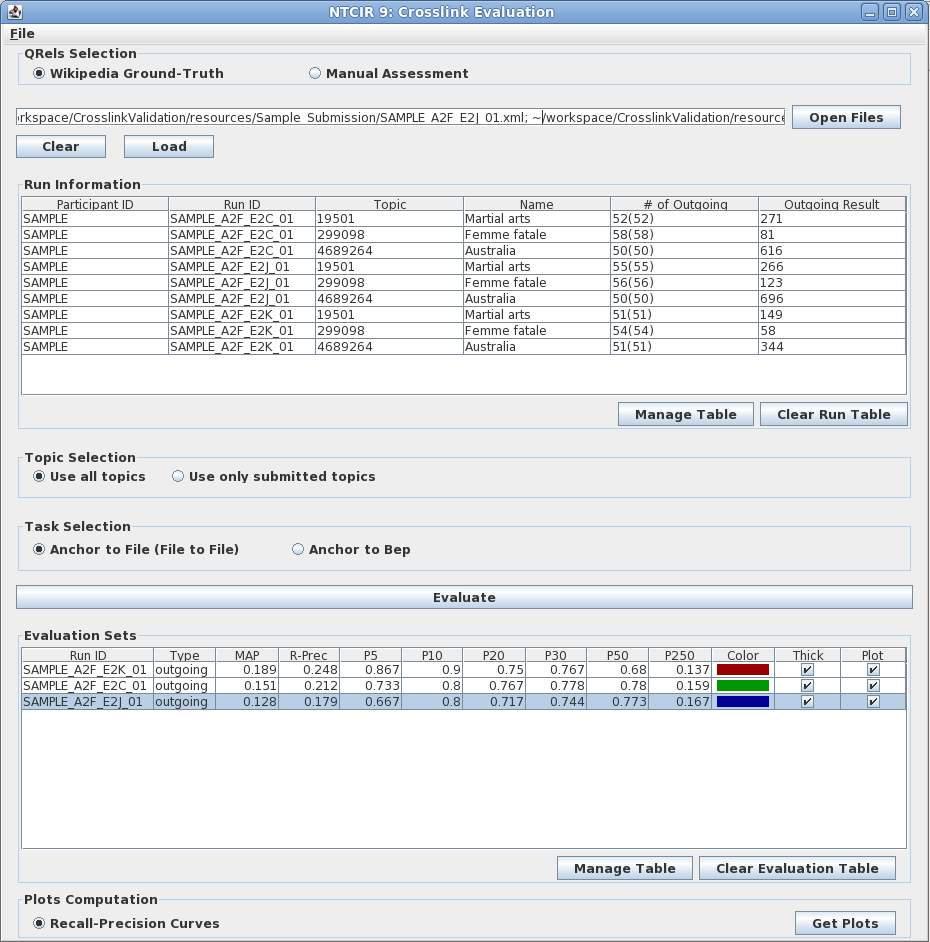 NTCIR 9: Crosslink Evaluation
File
QRels Selection
Wikipedia Ground-Truth Manual Assessment
rkspace/CrosslinkValidation/resources/Sample_Submission/SAMPLE_A2F_E2J_01.xml; ~/workspace/CrosslinkValidation/resource Open Files
Clear Load
Run Information
Participant ID Run ID Topic Name # of Outgoing Outgoing Result
SAMPLE SAMPLE_A2F_E2C_01 19501 Martial arts 52(52) 271
SAMPLE SAMPLE_A2F_E2C_01 299098 Femme fatale 58(58) 81
SAMPLE SAMPLE_A2F_E2C_01 4689264 Australia 50(50) 616
SAMPLE SAMPLE_A2F_E2J_01 19501 Martial arts 55(55) 266
SAMPLE SAMPLE_A2F_E2J_01 299098 Femme fatale 56(56) 123
SAMPLE SAMPLE_A2F_E2J_01 4689264 Australia 50(50) 696
SAMPLE SAMPLE_A2F_E2K_01 19501 Martial arts 51(51) 149
SAMPLE SAMPLE_A2F_E2K_01 299098 Femme fatale 54(54) 58
SAMPLE SAMPLE_A2F_E2K_01 4689264 Australia 51(51) 344
Manage Table Clear Run Table
Topic Selection
Use all topics Use only submitted topics
Task Selection
Anchor to File (File to File) Anchor to Bep
Evaluate
Evaluation Sets
Run ID Type MAP R-Prec P5 P10 P20 P30 P50 P250 Color Thick Plot
SAMPLE_A2F_E2K_01 outgoing 0.189 0.248 0.867 0.9 0.75 0.767 0.68 0.137
SAMPLE_A2F_E2C_01 outgoing 0.151 0.212 0.733 0.8 0.767 0.778 0.78 0.159
SAMPLE_A2F_E2J_01 outgoing 0.128 0.179 0.667 0.8 0.717 0.744 0.773 0.167
Manage Table Clear Evaluation Table
Plots Computation
Recall-Precision Curves Get Plots